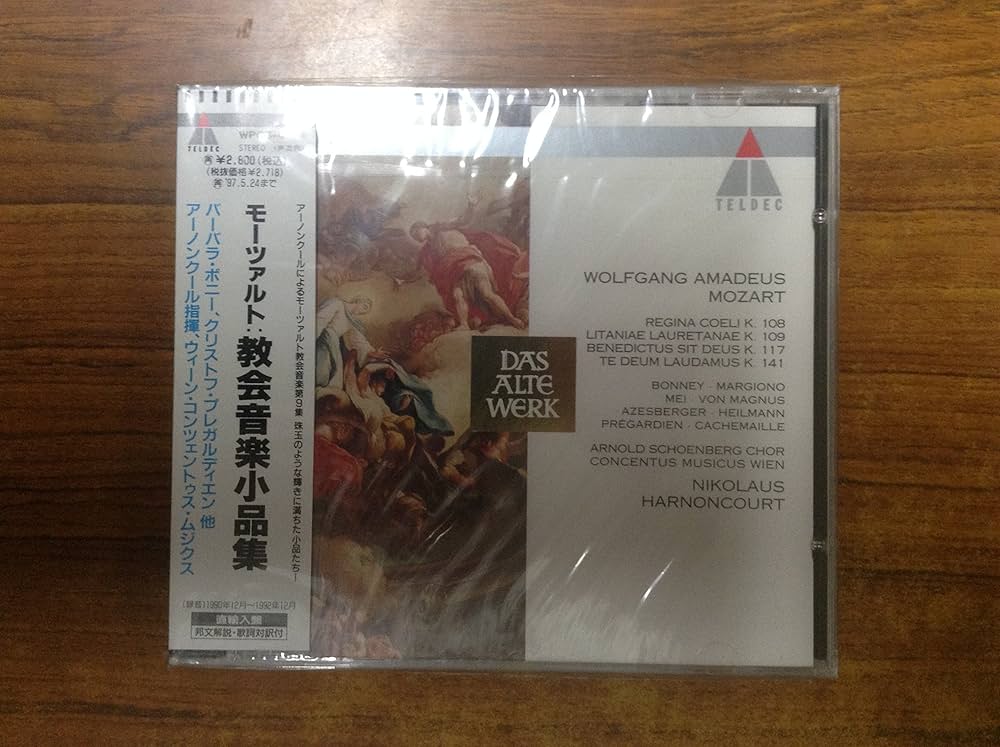 TELDEC
STEREO
㊢¥2,800(税込)
(税抜価格¥2,718)
㊢'97.5.24まで
アーノンクールによるモーツァルト教会音楽第9集 珠玉のような輝きに満ちた小品たち!
モーツァルト:教会音楽小品集
バーバラ・ボニー、クリストフ・プレガルディエン 他
アーノンクール指揮、ウィーン・コンツェントゥス・ムジクス
(録音)1990年12月~1992年12月
直輸入盤
邦文解説・歌詞対訳付
DAS
ALTE
WERK
TELDEC
WOLFGANG AMADEUS
MOZART
REGINA COELI K. 108
LITANIAE LAURETANAE K. 109
BENEDICTUS SIT DEUS K. 117
TE DEUM LAUDAMUS K. 141
BONNEY · MARGIONO
MEI · VON MAGNUS
AZESBERGER · HEILMANN
PRÉGARDIEN · CACHEMAILLE
ARNOLD SCHOENBERG CHOR
CONCENTUS MUSICUS WIEN
NIKOLAUS
HARNONCOURT